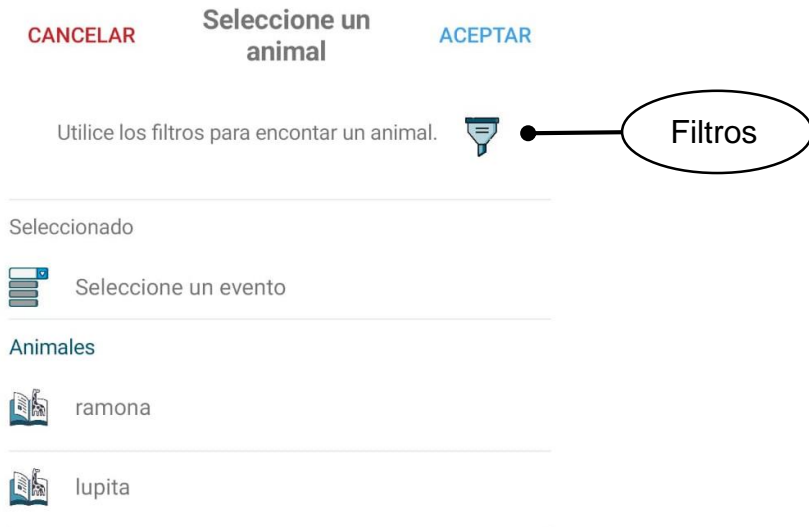 CANCELAR
Seleccione un
animal
ACEPTAR
Utilice los filtros para encontar un animal.
Filtros
Seleccionado
Seleccione un evento
Animales
ramona
lupita